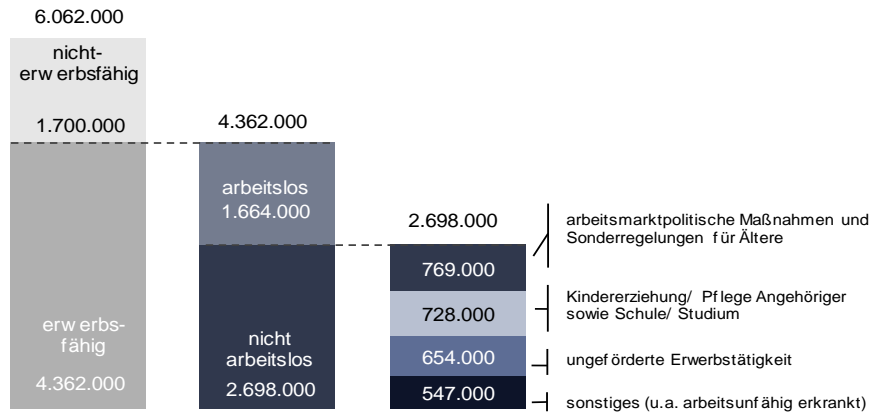 6.062.000
nicht-
erwerbsfähig
1.700.000
erwerbs-
fähig
4.362.000
4.362.000
arbeitslos
1.664.000
nicht
arbeitslos
2.698.000
2.698.000
769.000
728.000
654.000
547.000
arbeitsmarktpolitische Maßnahmen und
Sonderregelungen für Ältere
Kindererziehung/ Pflege Angehöriger
sowie Schule/ Studium
ungeförderte Erwerbstätigkeit
sonstiges (u.a. arbeitsunfähig erkrankt)